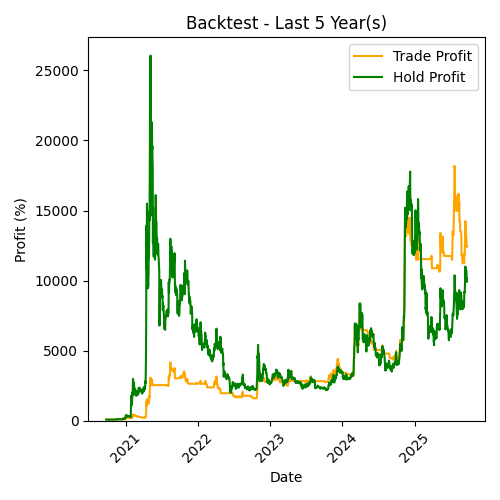 Backtest - Last 5 Year(s)
Trade Profit
Hold Profit
25000
20000
15000
10000
5000
0
Profit (%)
2021
2022
2023
2024
2025
Date